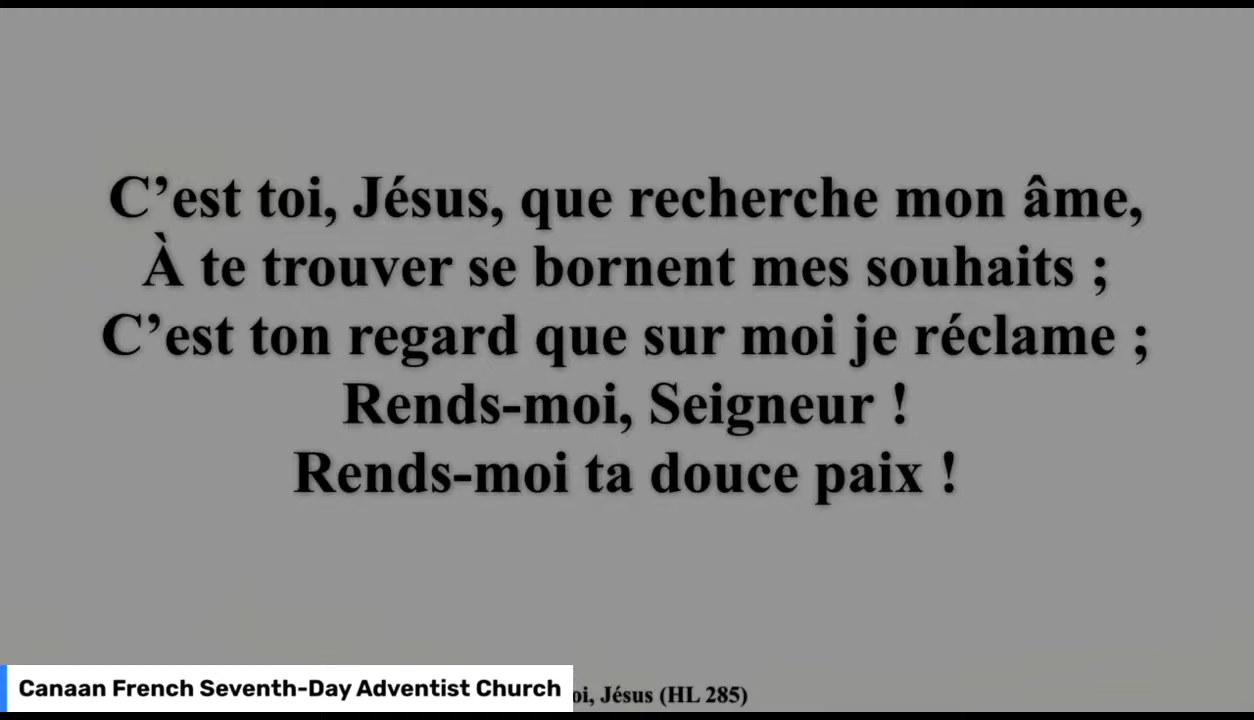 C’est toi, Jésus, que recherche mon âme,
À te trouver se bornent mes souhaits ;
C’est ton regard que sur moi je réclame ;
Rends-moi, Seigneur !
Rends-moi ta douce paix !
Canaan French Seventh-Day Adventist Church
oi, Jésus (HL 285)